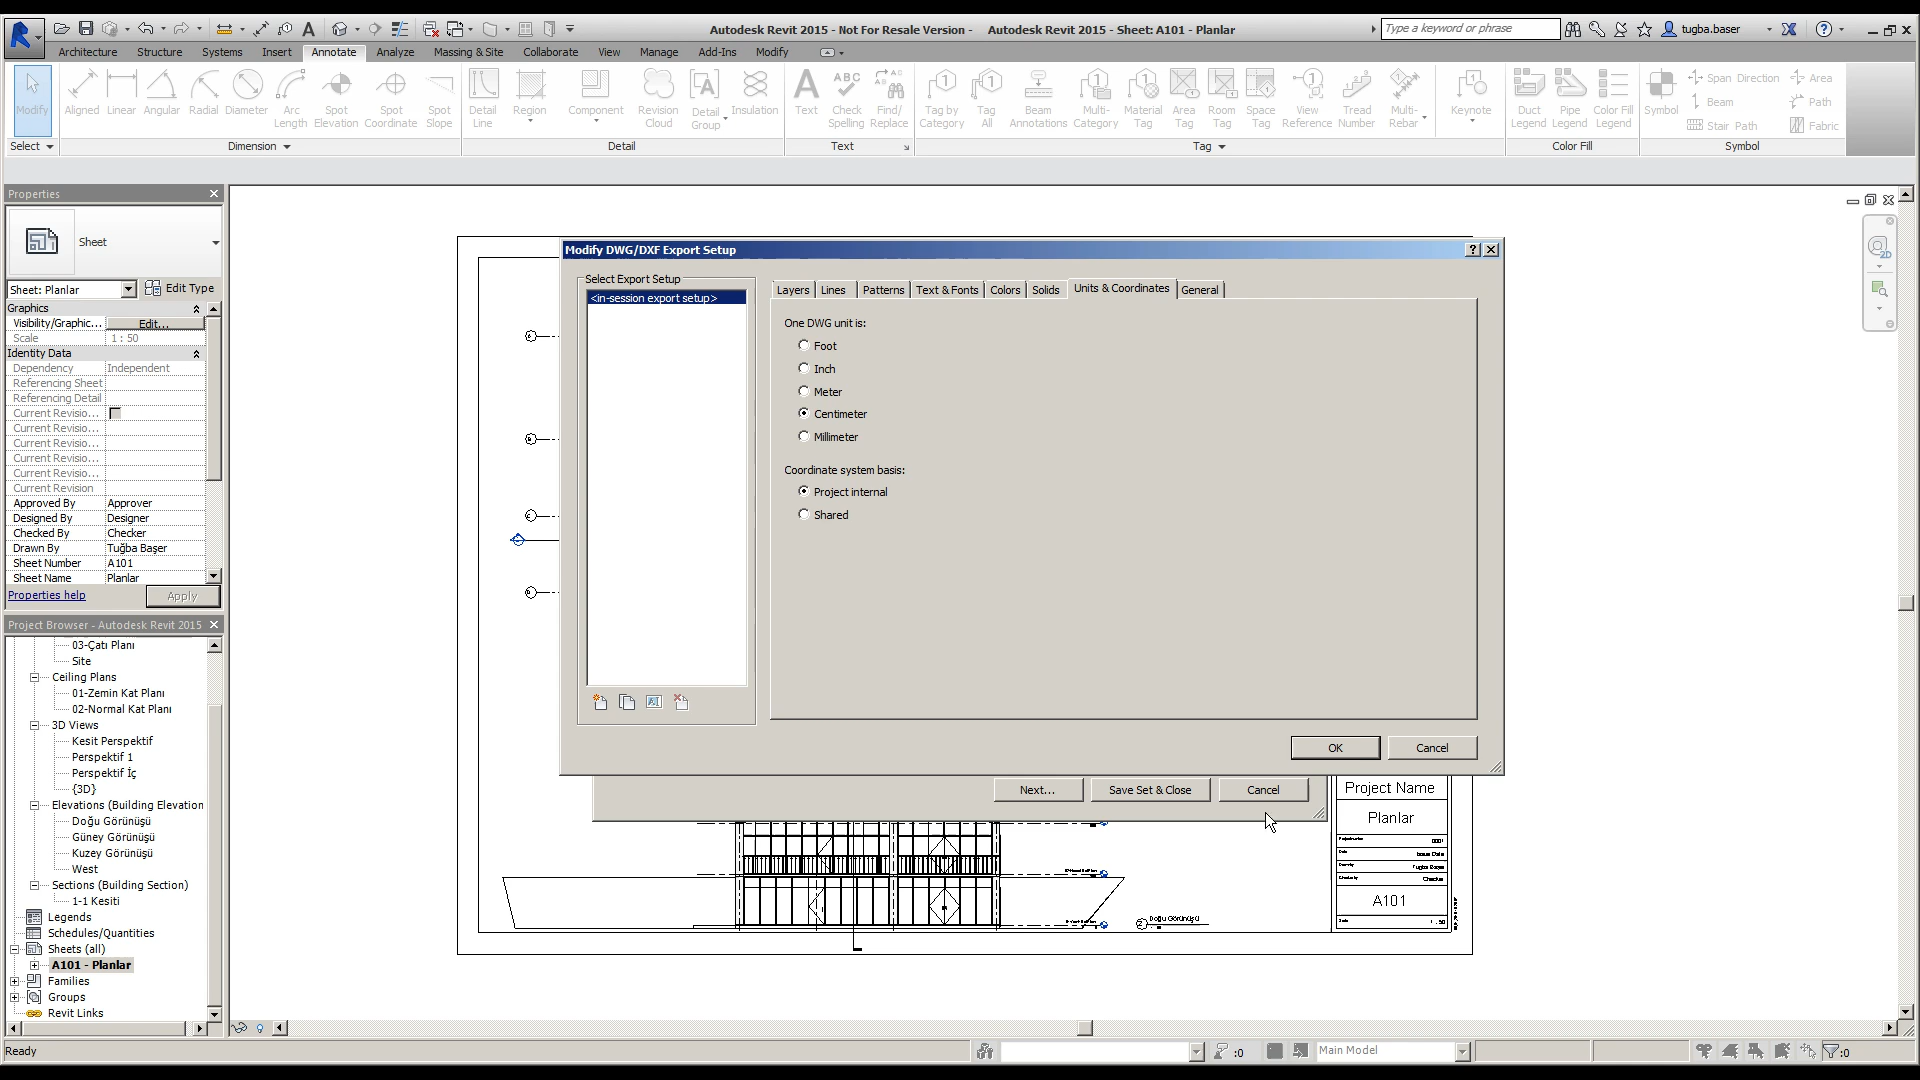 Autodesk Revit 2015 - Not For Resale Version - Autodesk Revit 2015 - Sheet: A101 - Planlar
Type a keyword or phrase
tugba.baser
Architecture Structure Systems Insert Annotate Analyze Massing & Site Collaborate View Manage Add-Ins Modify
Modify
Aligned Linear Angular Radial Diameter Arc Length Spot Elevation Spot Coordinate Spot Slope
Detail Line Region Component Revision Cloud Detail Group Insulation
Text Check Spelling Find/ Replace
Tag by Category Tag All Beam Annotations Multi- Category Material Tag Area Tag Room Tag Space Tag View Reference Tread Number Multi- Rebar Keynote
Duct Legend Pipe Legend Color Fill Legend
Symbol Span Direction Beam Stair Path Area Path Fabric
Select Dimension Detail Text Tag Color Fill Symbol
Properties
Sheet
Sheet: Planlar Edit Type
Graphics
Visibility/Graphic... Edit...
Scale 1 : 50
Identity Data
Dependency Independent
Referencing Sheet
Referencing Detail
Current Revisio...
Current Revisio...
Current Revisio...
Current Revisio...
Current Revisio...
Current Revision
Approved By Approver
Designed By Designer
Checked By Checker
Drawn By Tuğba Başer
Sheet Number A101
Sheet Name Planlar
Properties help Apply
Project Browser - Autodesk Revit 2015
03-Çatı Planı
Site
Ceiling Plans
01-Zemin Kat Planı
02-Normal Kat Planı
3D Views
Kesit Perspektif
Perspektif 1
Perspektif İç
{3D}
Elevations (Building Elevation
Doğu Görünüşü
Güney Görünüşü
Kuzey Görünüşü
West
Sections (Building Section)
1-1 Kesiti
Legends
Schedules/Quantities
Sheets (all)
A101 - Planlar
Families
Groups
Revit Links
Modify DWG/DXF Export Setup
Select Export Setup
<in-session export setup>
Layers Lines Patterns Text & Fonts Colors Solids Units & Coordinates General
One DWG unit is:
Foot
Inch
Meter
Centimeter
Millimeter
Coordinate system basis:
Project internal
Shared
OK Cancel
Next... Save Set & Close Cancel
Project Name
Planlar
0001
Issue Date
Tuğba Başer
Checker
A101
1 : 50
Doğu Görünüşü
Ready
:0
Main Model
:0